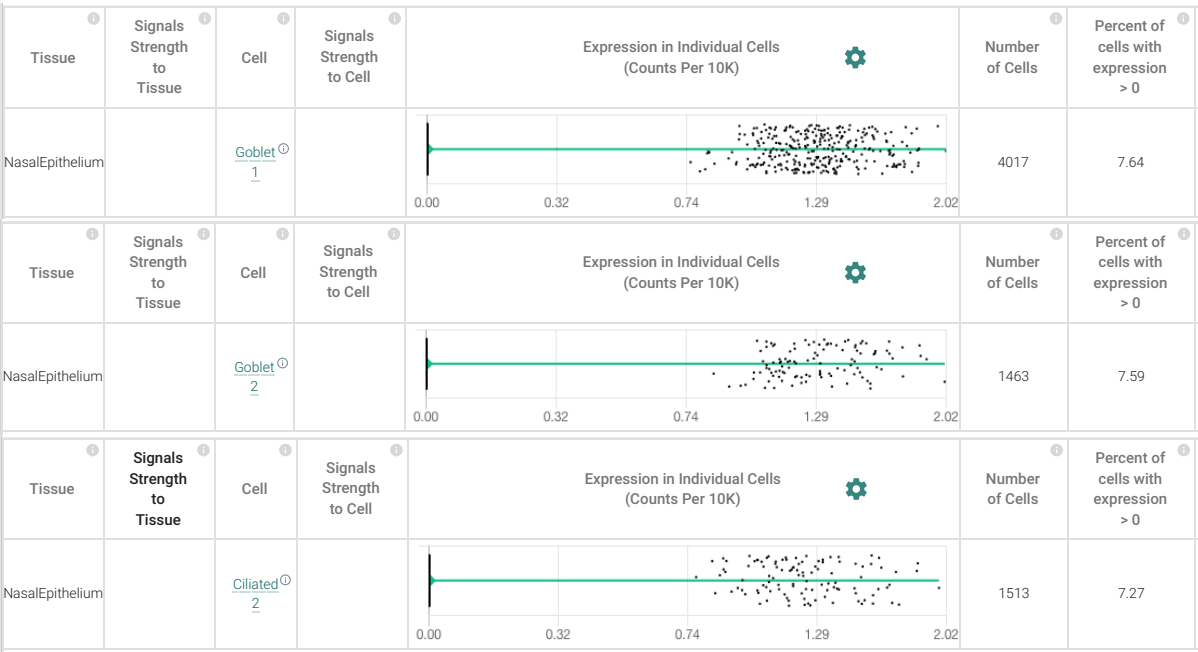 Tissue
Signals
Strength
to
Tissue
Cell
Signals
Strength
to Cell
Expression in Individual Cells
(Counts Per 10K)
Number
of Cells
Percent of
cells with
expression
> 0
NasalEpithelium
Goblet
1
0.00 0.32 0.74 1.29 2.02
4017
7.64
Tissue
Signals
Strength
to
Tissue
Cell
Signals
Strength
to Cell
Expression in Individual Cells
(Counts Per 10K)
Number
of Cells
Percent of
cells with
expression
> 0
NasalEpithelium
Goblet
2
0.00 0.32 0.74 1.29 2.02
1463
7.59
Tissue
Signals
Strength
to
Tissue
Cell
Signals
Strength
to Cell
Expression in Individual Cells
(Counts Per 10K)
Number
of Cells
Percent of
cells with
expression
> 0
NasalEpithelium
Ciliated
2
0.00 0.32 0.74 1.29 2.02
1513
7.27